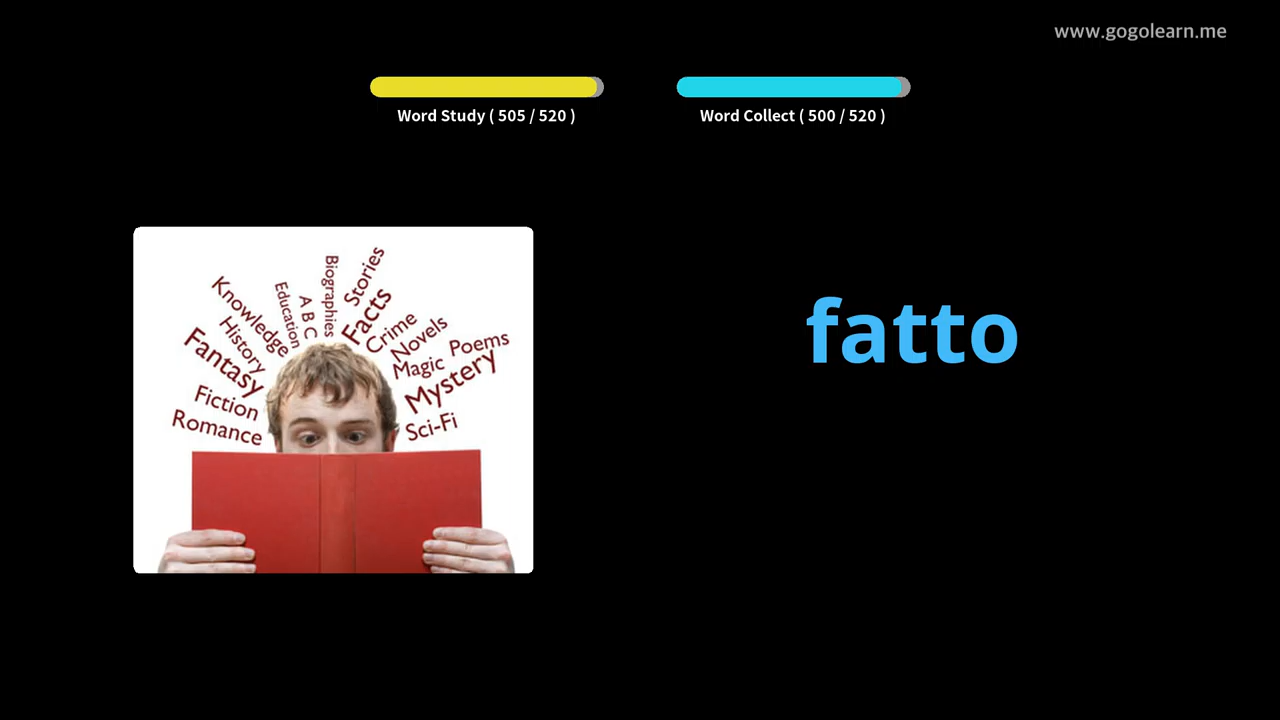 www.gogolearn.me
Word Study ( 505 / 520 )
Word Collect ( 500 / 520 )
fatto
Biographies
Stories
Education
A B C
Facts
Knowledge
Crime
History
Novels
Fantasy
Magic
Poems
Mystery
Fiction
Romance
Sci-Fi